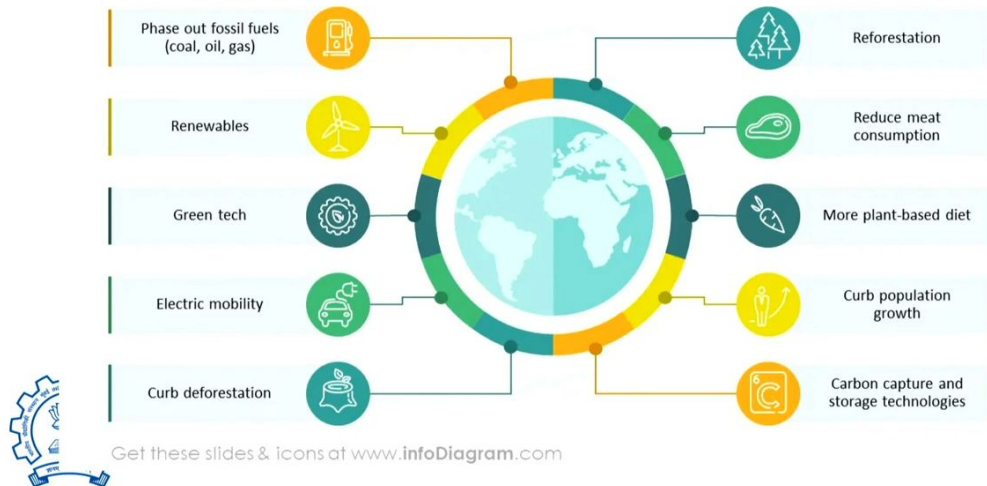 Phase out fossil fuels
(coal, oil, gas)
Renewables
Green tech
Electric mobility
Curb deforestation
Reforestation
Reduce meat
consumption
More plant-based diet
Curb population
growth
6
C
Carbon capture and
storage technologies
Get these slides & icons at www.infoDiagram.com